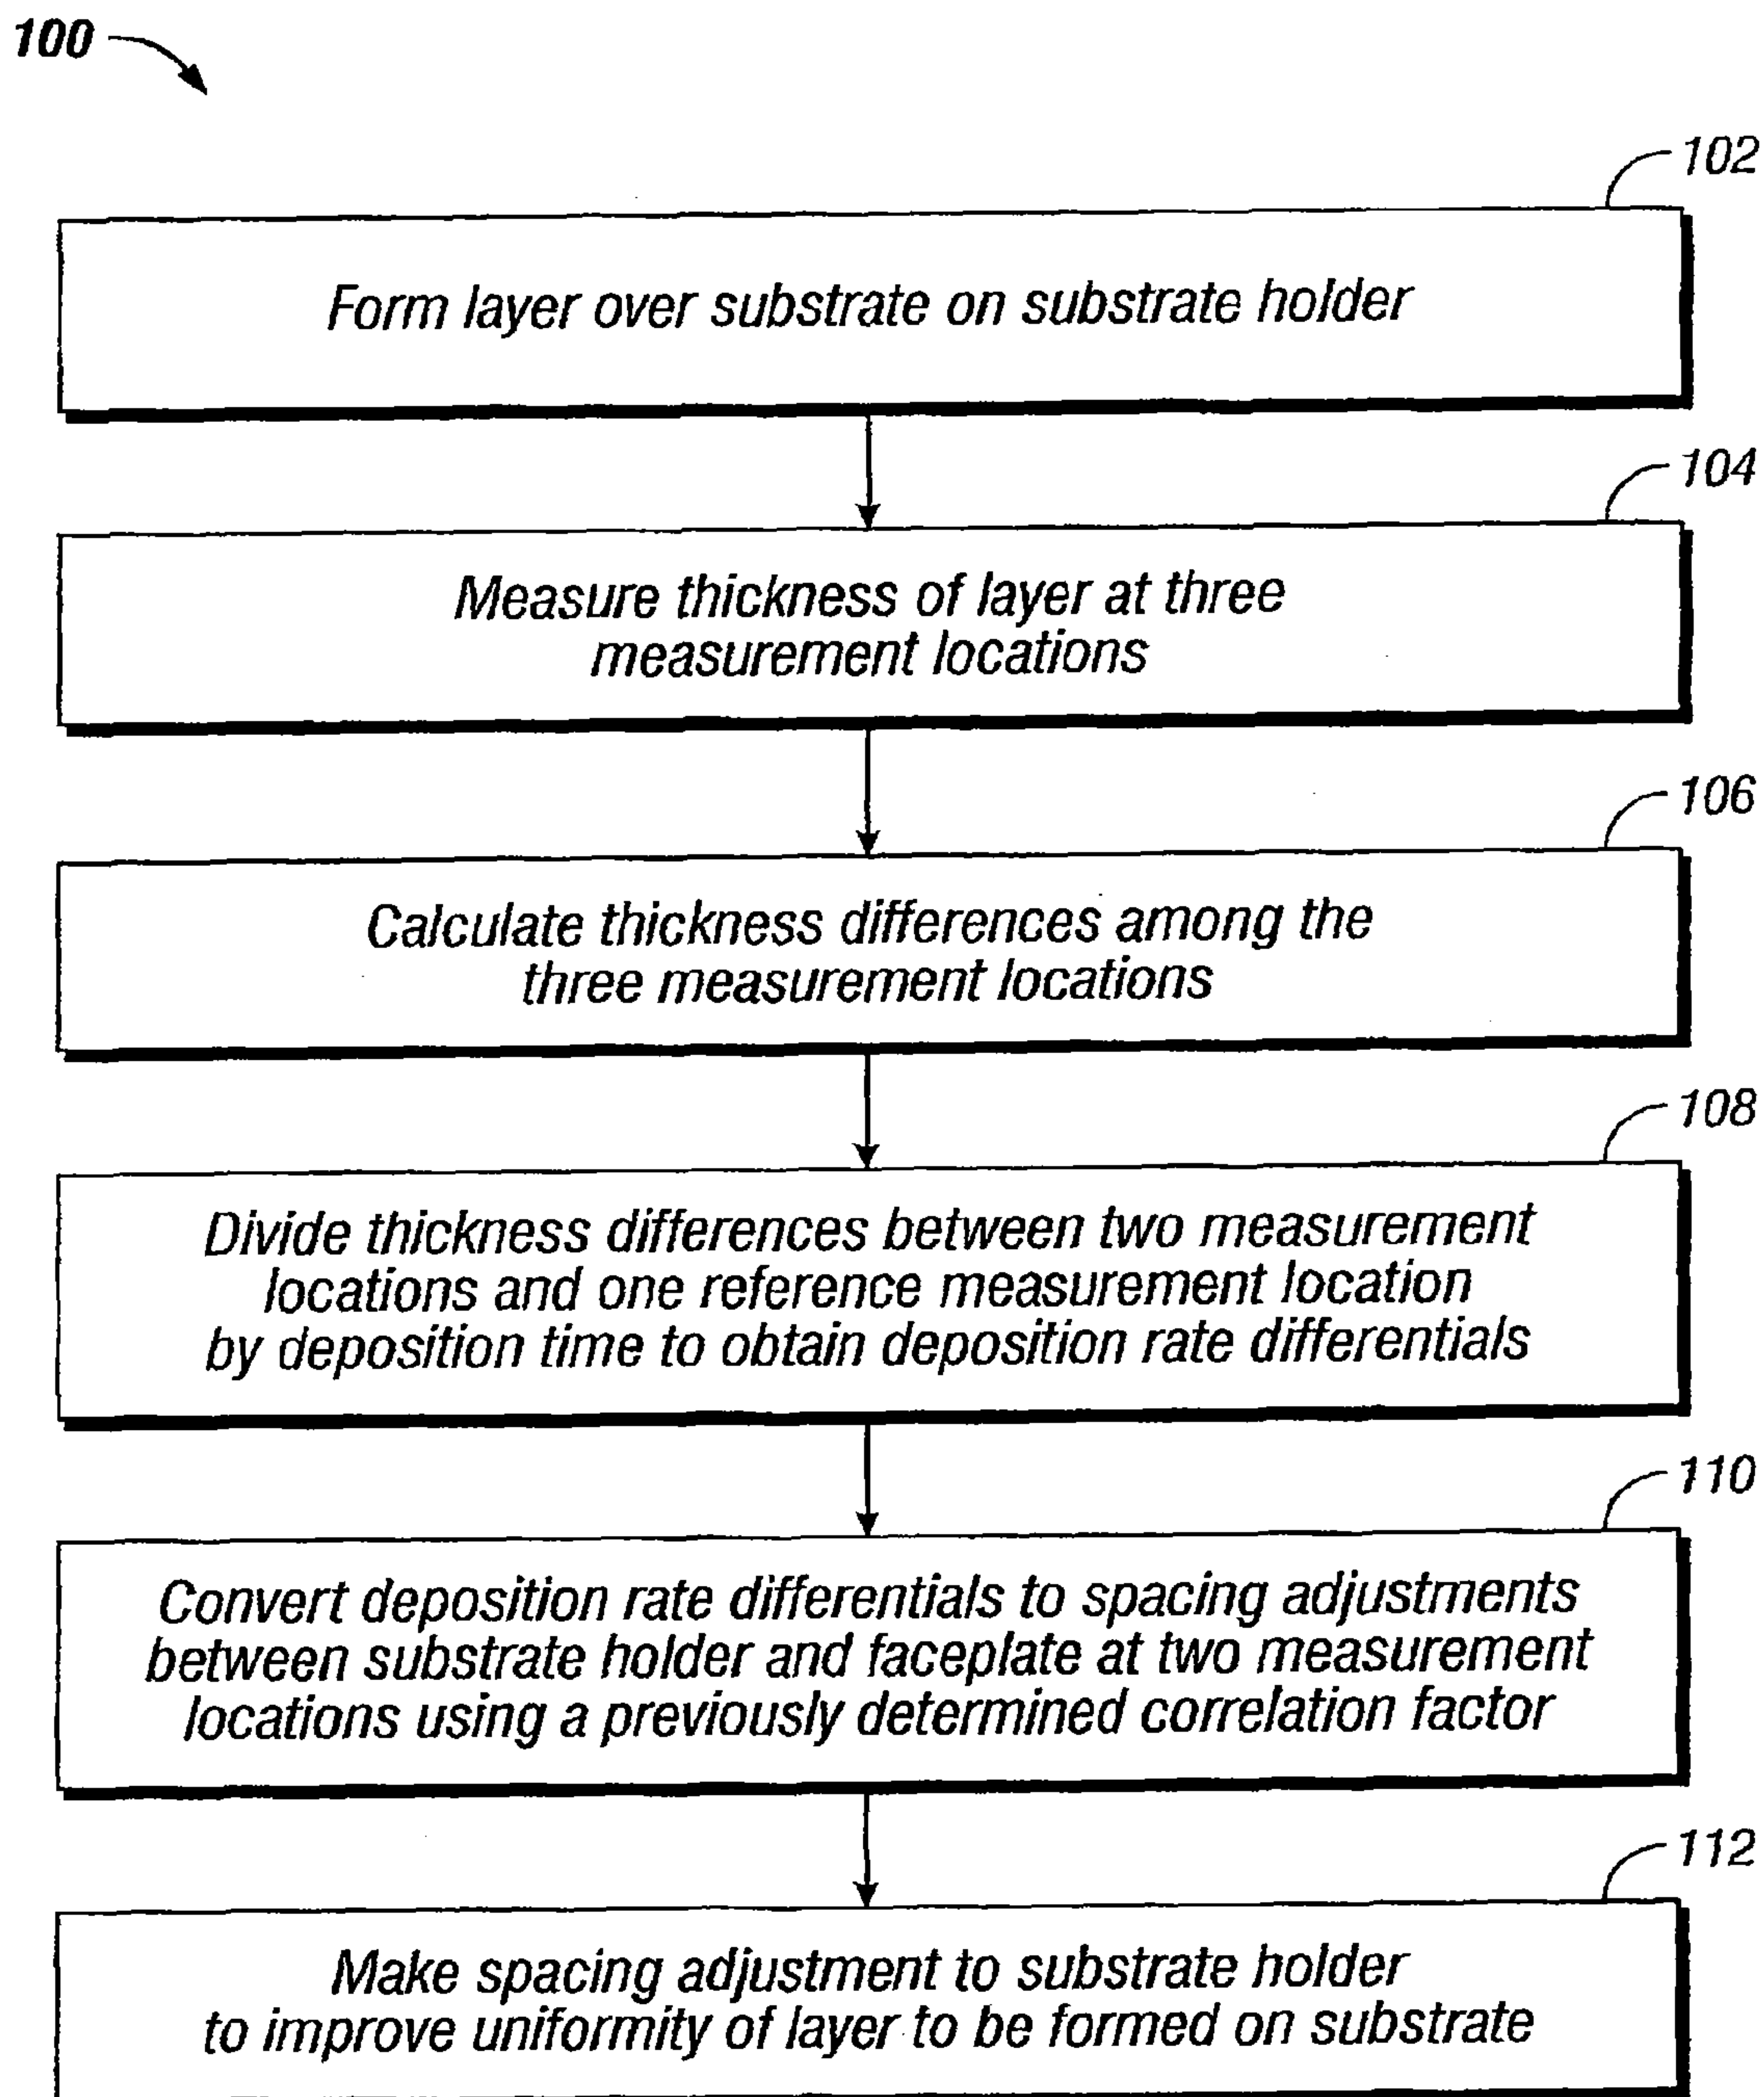 100
102
Form layer over substrate on substrate holder
104
Measure thickness of layer at three
measurement locations
106
Calculate thickness differences among the
three measurement locations
108
Divide thickness differences between two measurement
locations and one reference measurement location
by deposition time to obtain deposition rate differentials
110
Convert deposition rate differentials to spacing adjustments
between substrate holder and faceplate at two measurement
locations using a previously determined correlation factor
112
Make spacing adjustment to substrate holder
to improve uniformity of layer to be formed on substrate